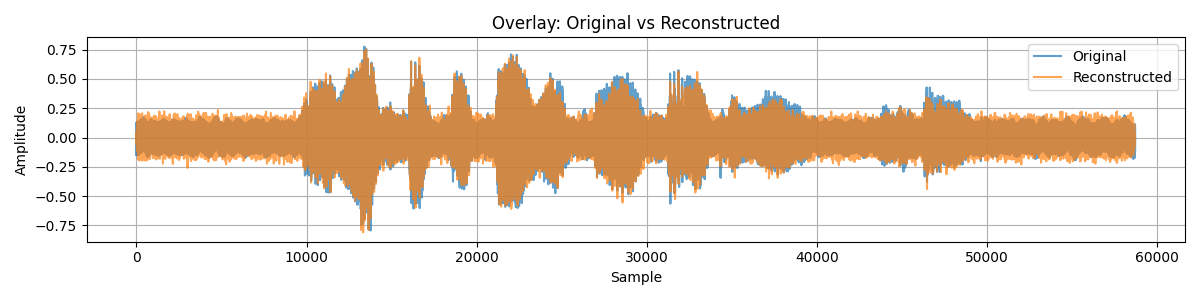 Overlay: Original vs Reconstructed
Original
Reconstructed
Amplitude
0.75
0.50
0.25
0.00
−0.25
−0.50
−0.75
0 10000 20000 30000 40000 50000 60000
Sample